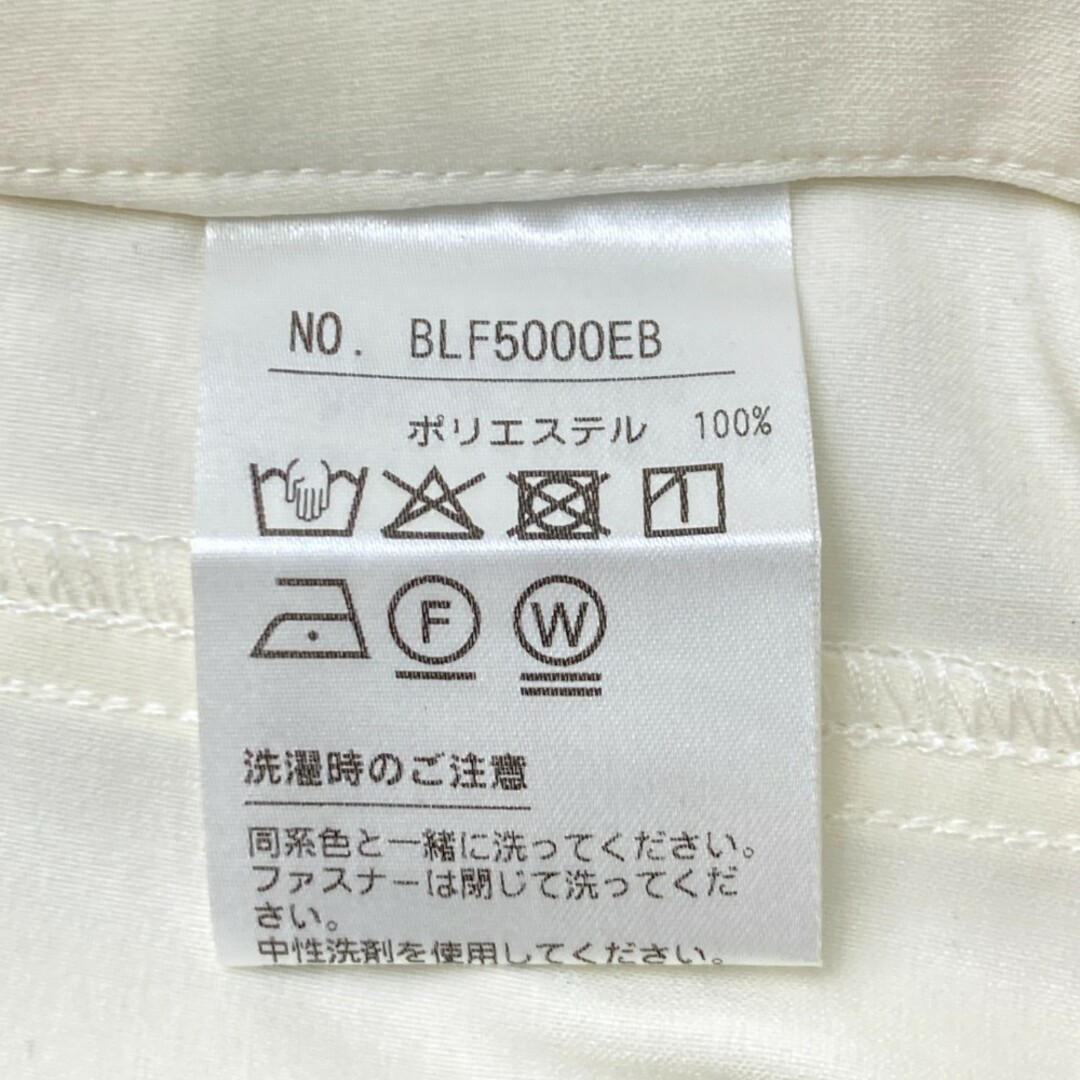 NO. BLF5000EB
ポリエステル 100%
F W
洗濯時のご注意
同系色と一緒に洗ってください。
ファスナーは閉じて洗ってくだ
さい。
中性洗剤を使用してください。